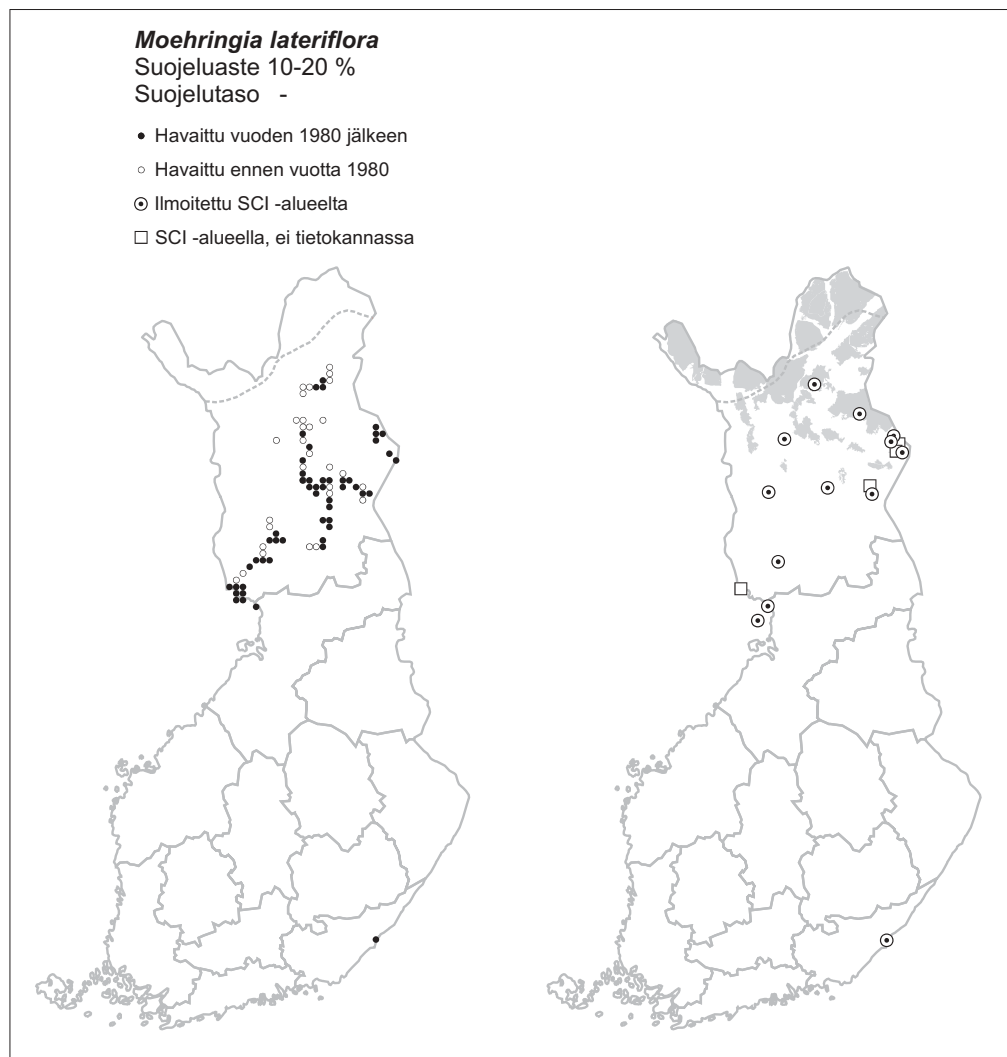 Moehringia lateriflora
Suojeluaste 10-20 %
Suojelutaso -
Havaittu vuoden 1980 jälkeen
Havaittu ennen vuotta 1980
Ilmoitettu SCI -alueelta
SCI -alueella, ei tietokannassa